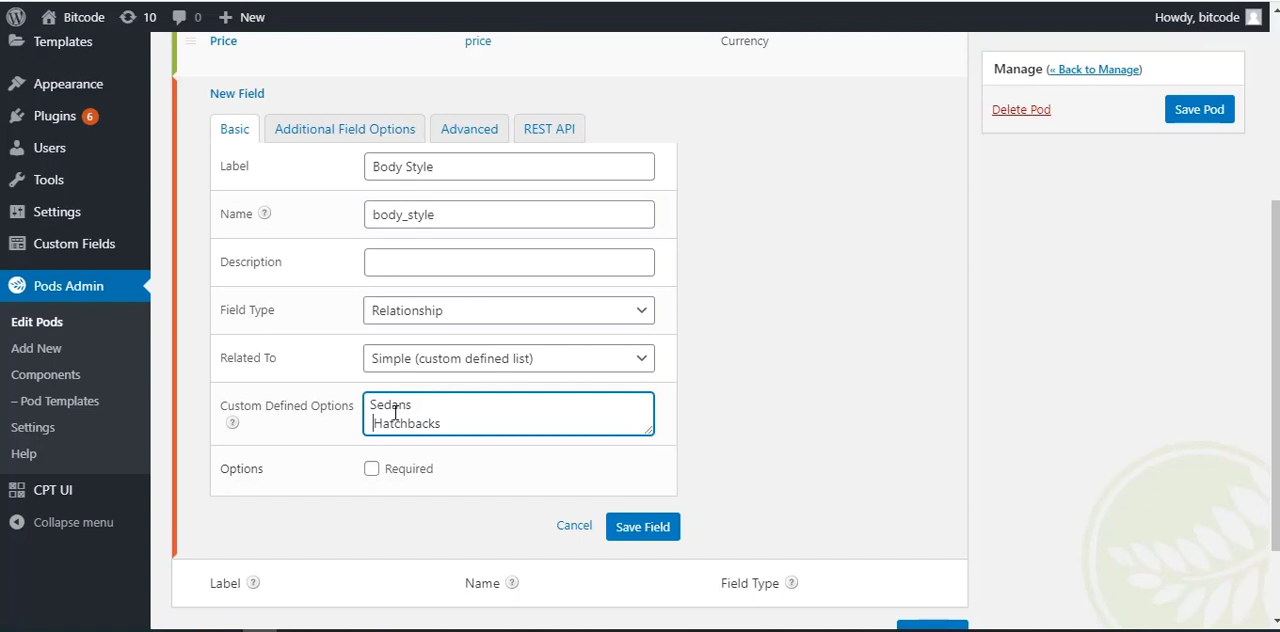 Bitcode 10 0 New Howdy, bitcode
Templates
Appearance
Plugins 6
Users
Tools
Settings
Custom Fields
Pods Admin
Edit Pods
Add New
Components
– Pod Templates
Settings
Help
CPT UI
Collapse menu
Price price Currency
New Field
Basic Additional Field Options Advanced REST API
Label Body Style
Name ? body_style
Description
Field Type Relationship
Related To Simple (custom defined list)
Custom Defined Options ? Sedans
Hatchbacks
Options Required
Cancel Save Field
Label ? Name ? Field Type ?
Manage (« Back to Manage)
Delete Pod Save Pod